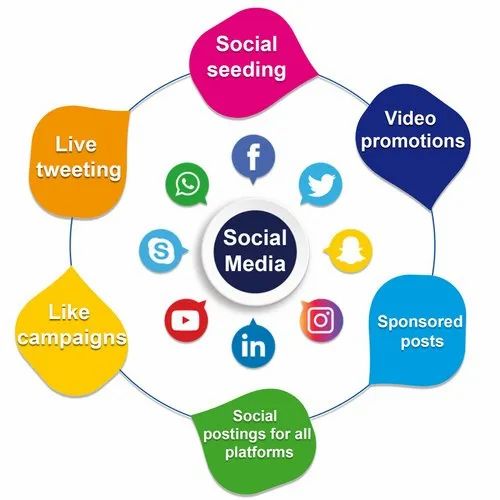 Social
seeding
Video
promotions
Sponsored
posts
Social
postings for all
platforms
Like
campaigns
Live
tweeting
Social
Media
f
S
in